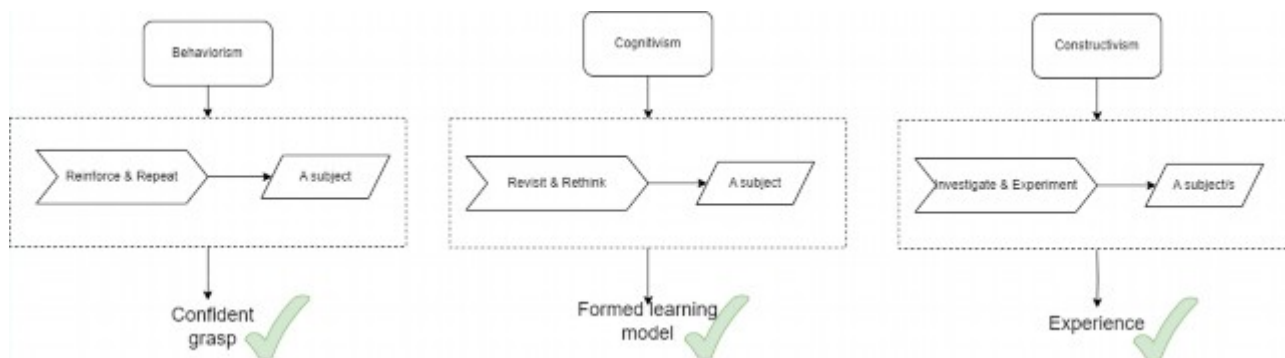 Behaviorism
Cognitivism
Constructivism
Reinforce & Repeat
A subject
Revisit & Rethink
A subject
Investigate & Experiment
A subject/s
Confident
grasp
Formed learning
model
Experience